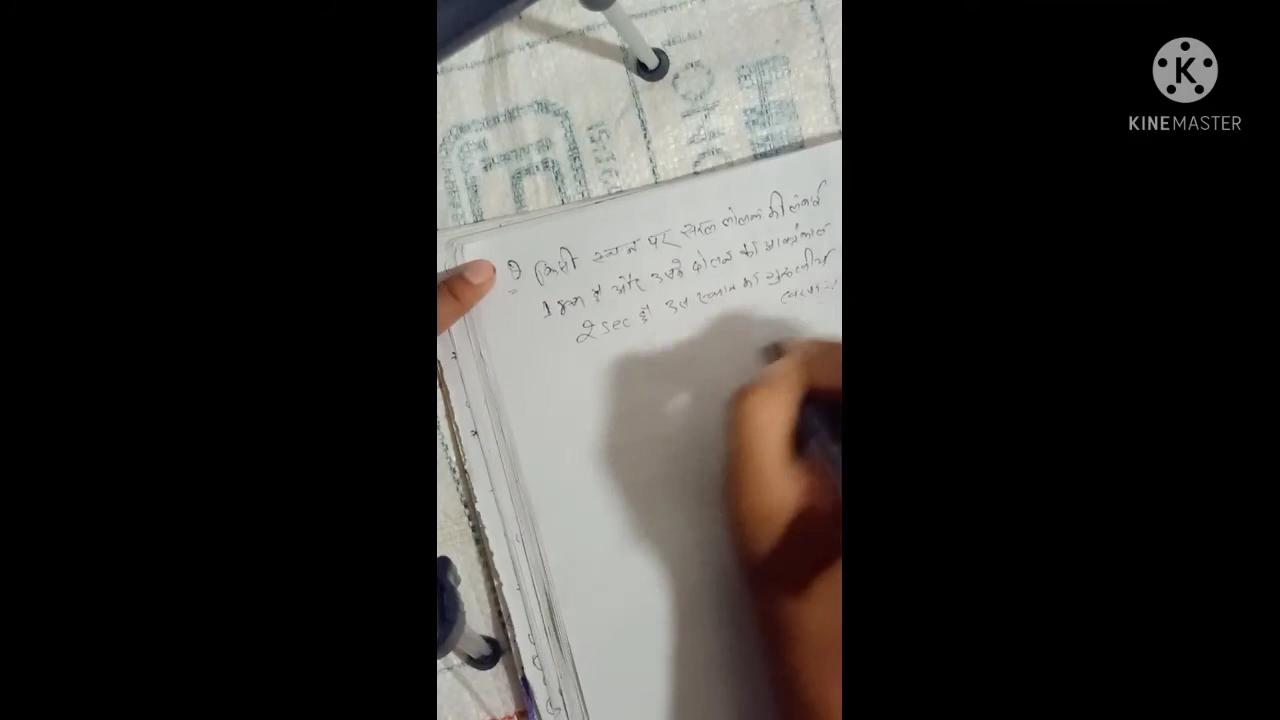 K
KINEMASTER
किसी स्थान पर सरल लोलक की लंबाई
1 है और उसके दोलन का आवर्तकाल
2 sec है उस स्थान का गुरुत्वीय